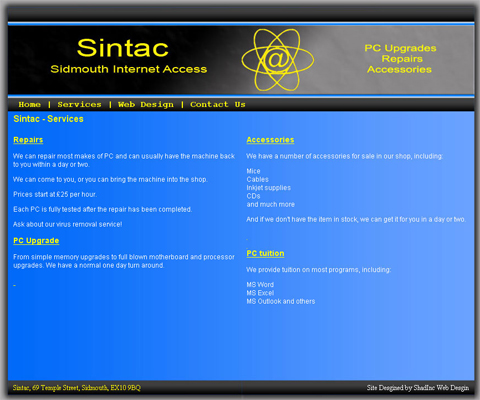 Sintac
Sidmouth Internet Access
@
PC Upgrades
Repairs
Accessories
Home | Services | Web Design | Contact Us
Sintac - Services
Repairs
We can repair most makes of PC and can usually have the machine back
to you within a day or two.
We can come to you, or you can bring the machine into the shop.
Prices start at £25 per hour.
Each PC is fully tested after the repair has been completed.
Ask about our virus removal service!
PC Upgrade
From simple memory upgrades to full blown motherboard and processor
upgrades. We have a normal one day turn around.
Accessories
We have a number of accessories for sale in our shop, including:
Mice
Cables
Inkjet supplies
CDs
and much more
And if we don't have the item in stock, we can get it for you in a day or two.
PC tuition
We provide tuition on most programs, including:
MS Word
MS Excel
MS Outlook and others
Sintac, 69 Temple Street, Sidmouth, EX10 9BQ
Site Desgined by ShadInc Web Desgin